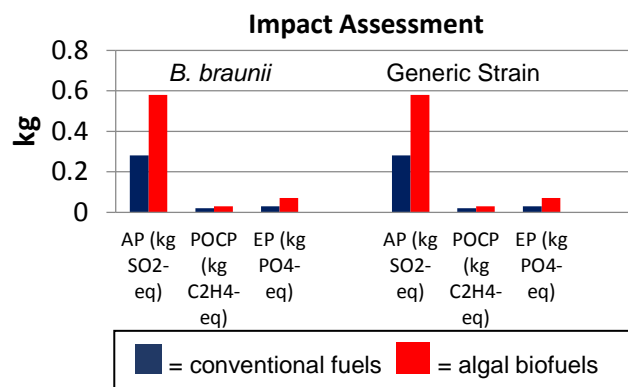 Impact Assessment
0.8
0.6
0.4
0.2
0
kg
B. braunii
Generic Strain
AP (kg
SO2-
eq)
POCP
(kg
C2H4-
eq)
EP (kg
PO4-
eq)
AP (kg
SO2-
eq)
POCP
(kg
C2H4-
eq)
EP (kg
PO4-
eq)
= conventional fuels
= algal biofuels